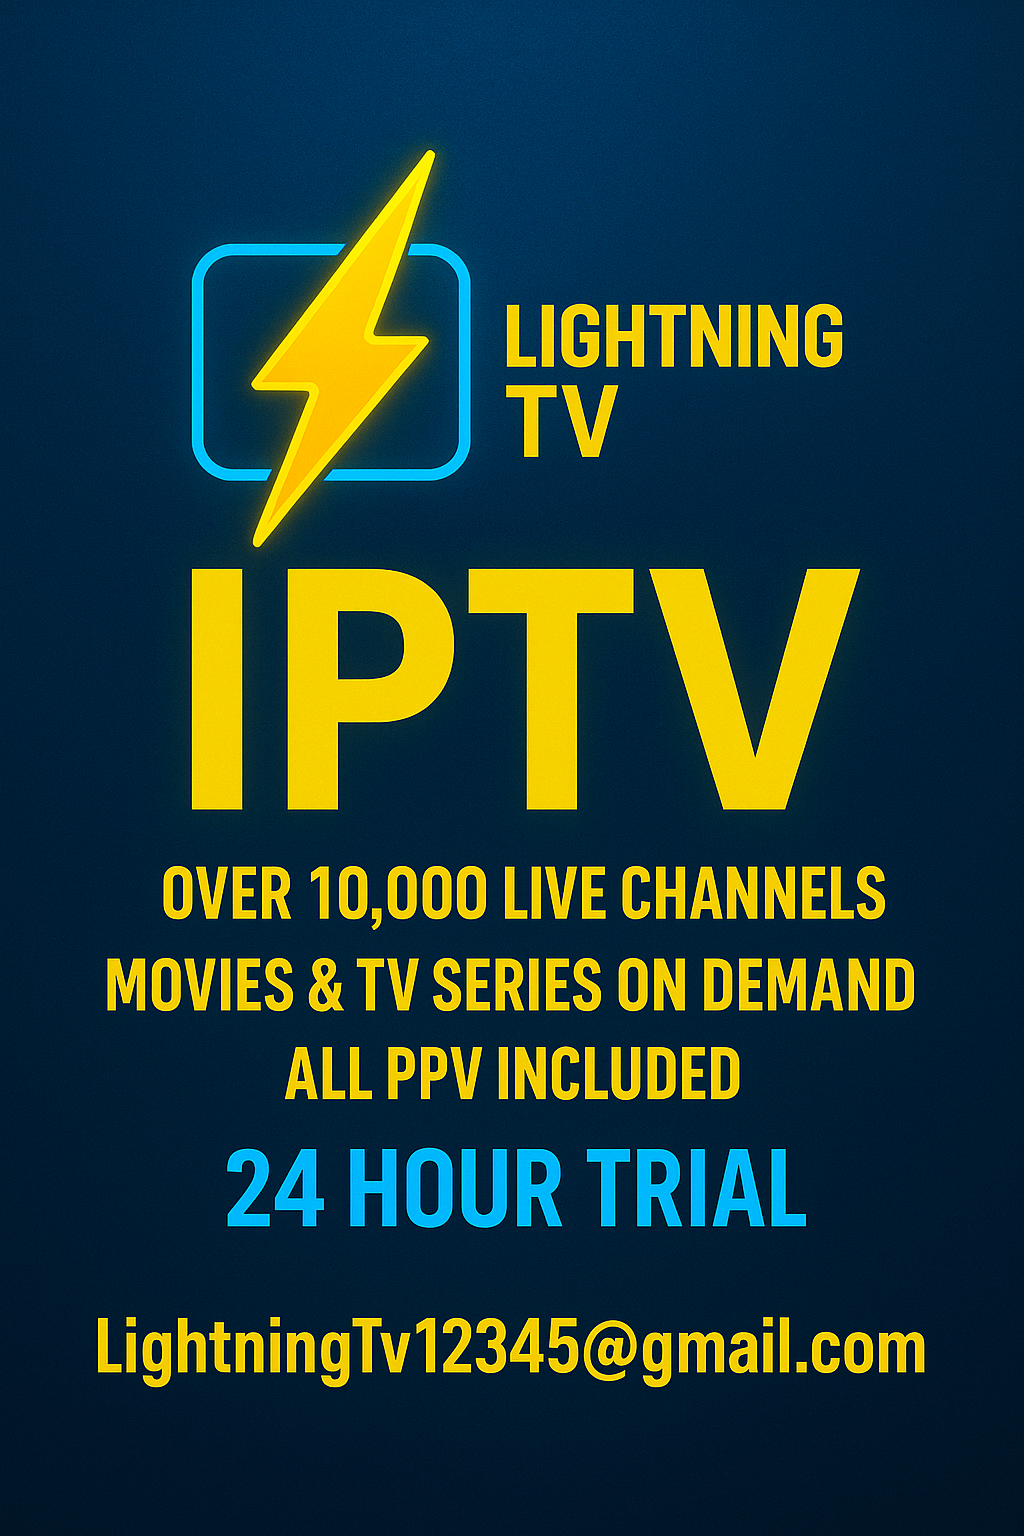 LIGHTNING
TV
IPTV
OVER 10,000 LIVE CHANNELS
MOVIES & TV SERIES ON DEMAND
ALL PPV INCLUDED
24 HOUR TRIAL
LightningTv12345@gmail.com